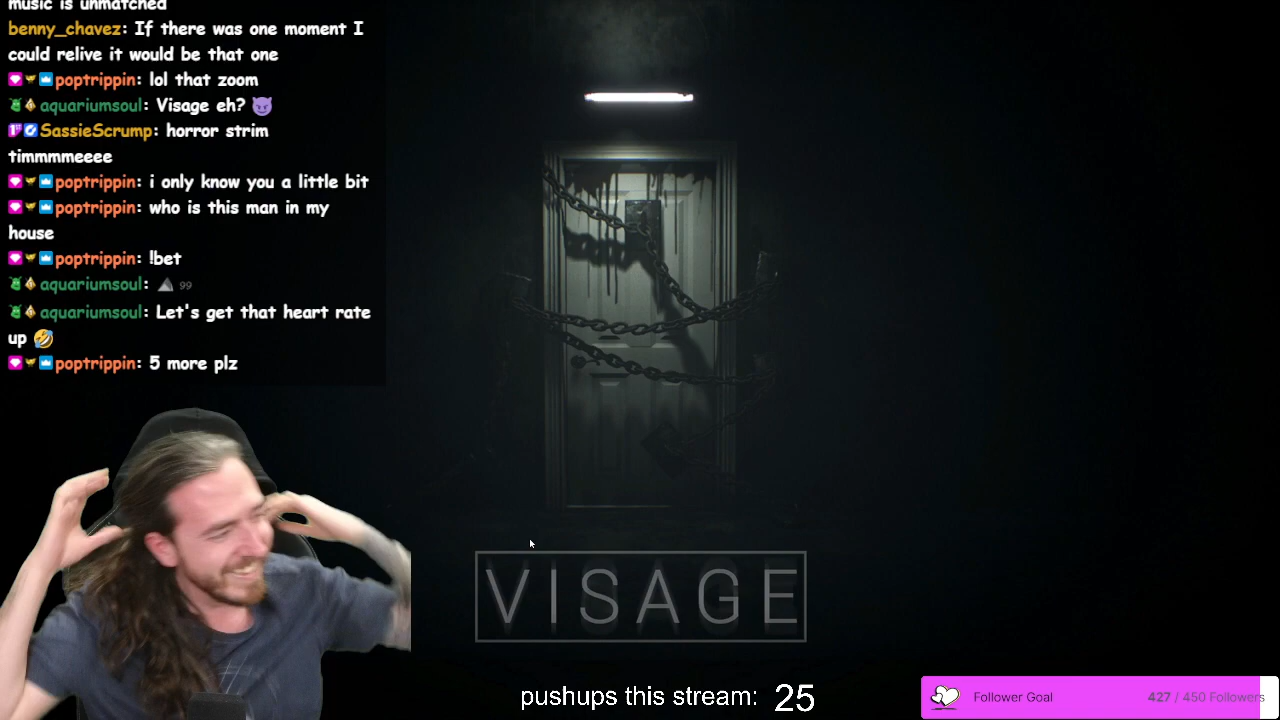 music is unmatched
benny_chavez: If there was one moment I
could relive it would be that one
poptrippin: lol that zoom
aquariumsoul: Visage eh? 😈
SassieScrump: horror strim
timmmmeeee
poptrippin: i only know you a little bit
poptrippin: who is this man in my
house
poptrippin: !bet
aquariumsoul: 99
aquariumsoul: Let's get that heart rate
up 🤣
poptrippin: 5 more plz
VISAGE
pushups this stream: 25
Follower Goal 427 / 450 Followers